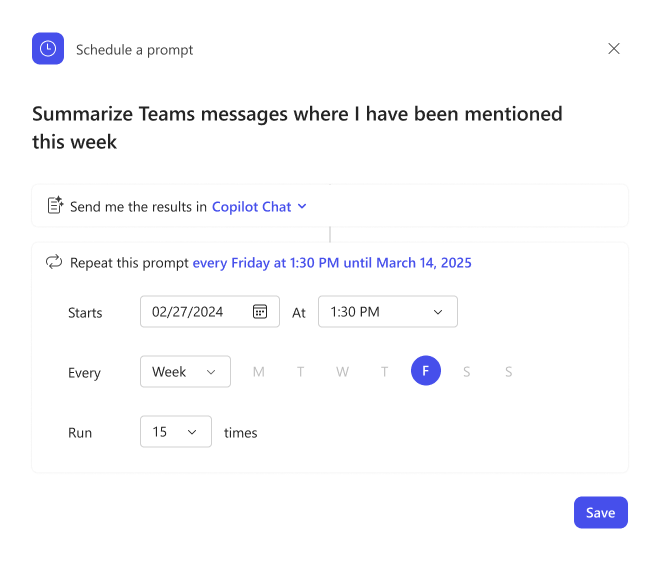 Schedule a prompt
Summarize Teams messages where I have been mentioned
this week
Send me the results in Copilot Chat
Repeat this prompt every Friday at 1:30 PM until March 14, 2025
Starts 02/27/2024 At 1:30 PM
Every Week M T W T F S S
Run 15 times
Save